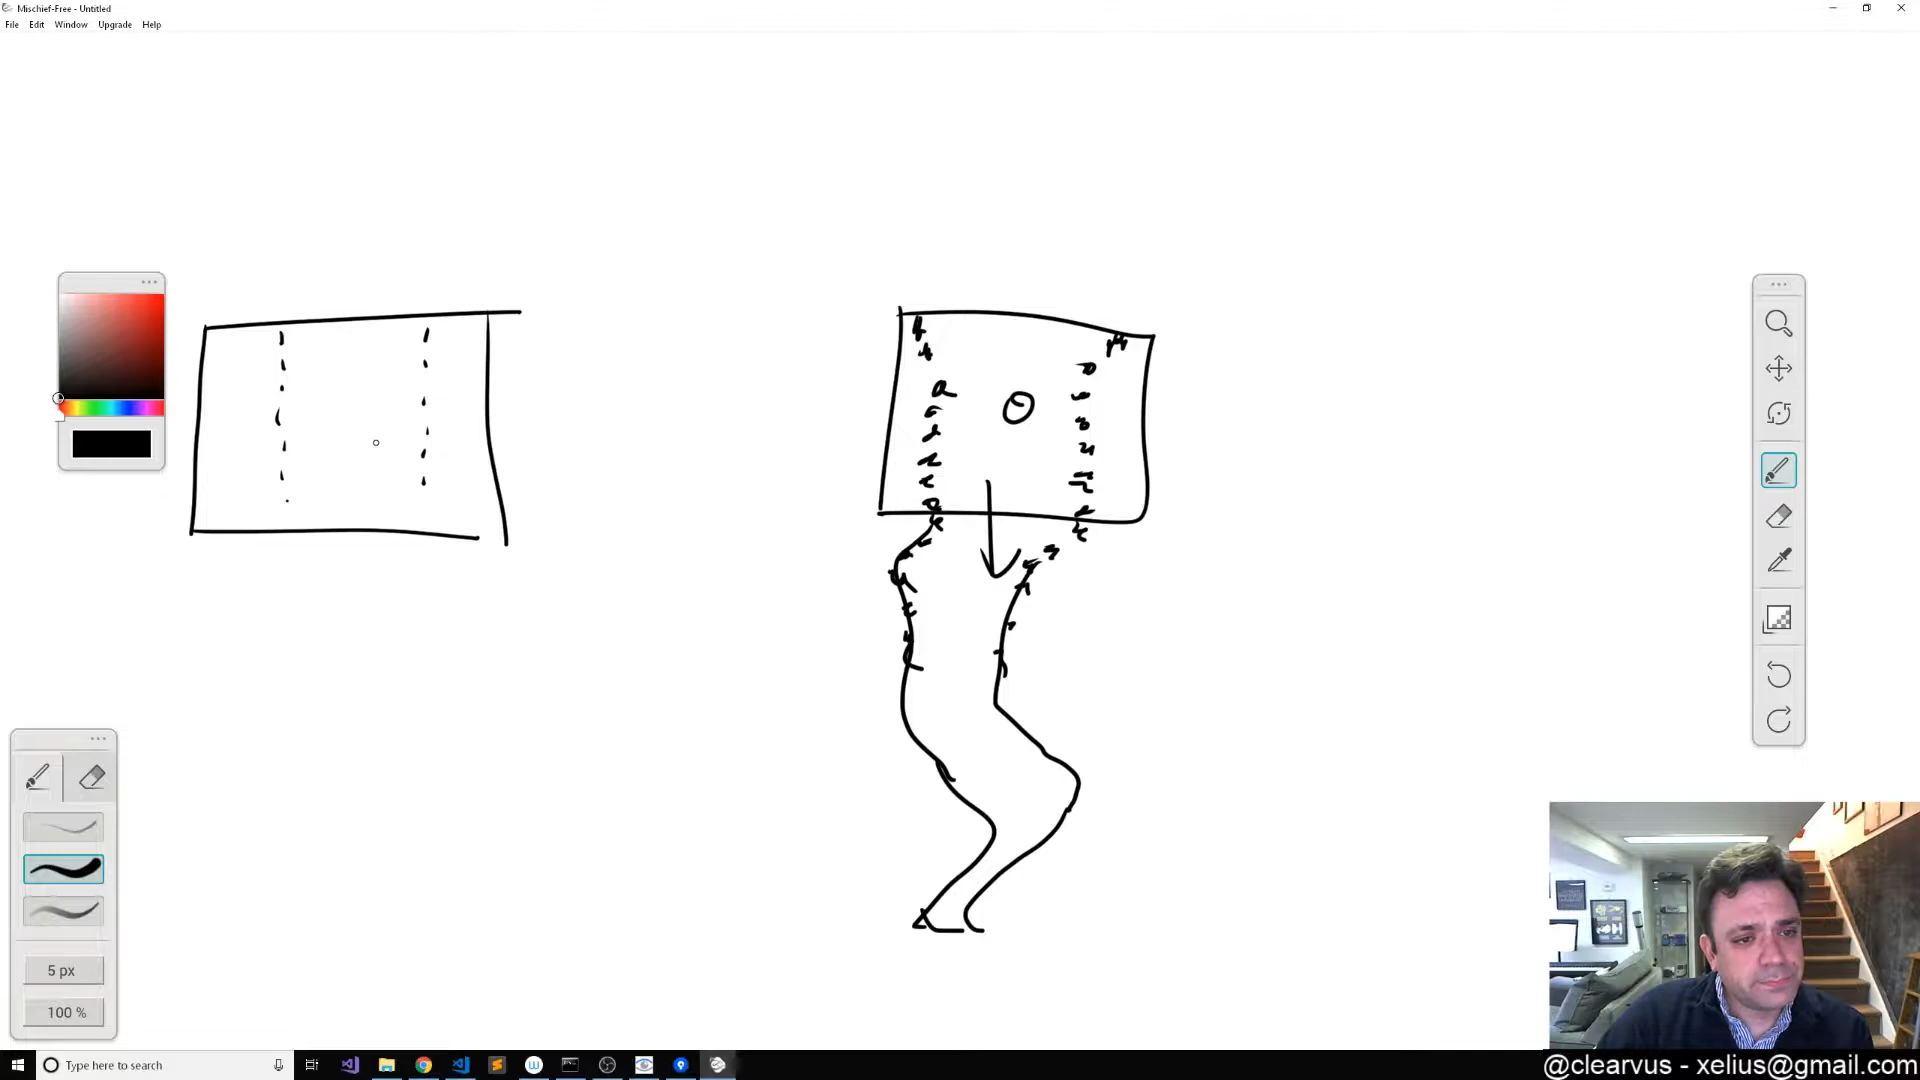 Mischief-Free - Untitled
File Edit Window Upgrade Help
5 px
100 %
Type here to search
@clearvus - xelius@gmail.com